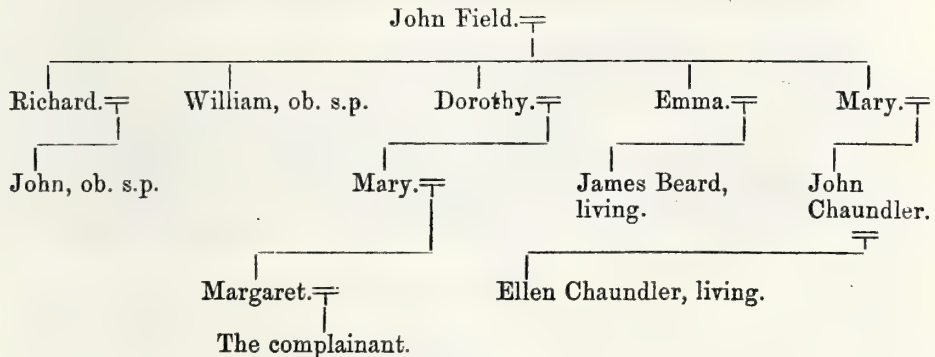 John Field.
Richard. William, ob. s.p. Dorothy. Emma. Mary.
John, ob. s.p. Mary. James Beard, living. John Chaundler.
Margaret. Ellen Chaundler, living.
The complainant.